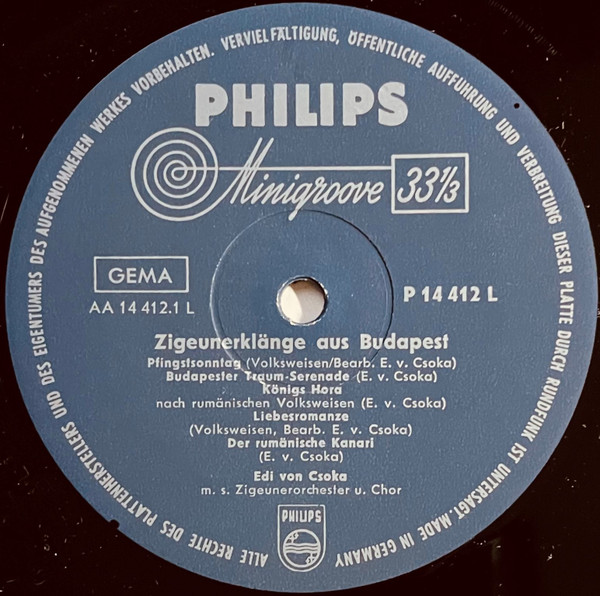 ALLE RECHTE DES PLATTENHERSTELLERS UND DES EIGENTUMERS DES AUFGENOMMENEN WERKES VORBEHALTEN. VERVIELFÄLTIGUNG, ÖFFENTLICHE AUFFÜHRUNG UND VERBREITUNG DIESER PLATTE DURCH RUNDFUNK IST UNTERSAGT. MADE IN GERMANY
PHILIPS
Minigroove 33⅓
GEMA
AA 14 412.1 L
P 14 412 L
Zigeunerklänge aus Budapest
Pfingstsonntag (Volksweisen/Bearb. E. v. Csoka)
Budapester Traum-Serenade (E. v. Csoka)
Königs Hora
nach rumänischen Volksweisen (E. v. Csoka)
Liebesromanze
(Volksweisen, Bearb. E. v. Csoka)
Der rumänische Kanari
(E. v. Csoka)
Edi von Csoka
m. s. Zigeunerorchester u. Chor
PHILIPS